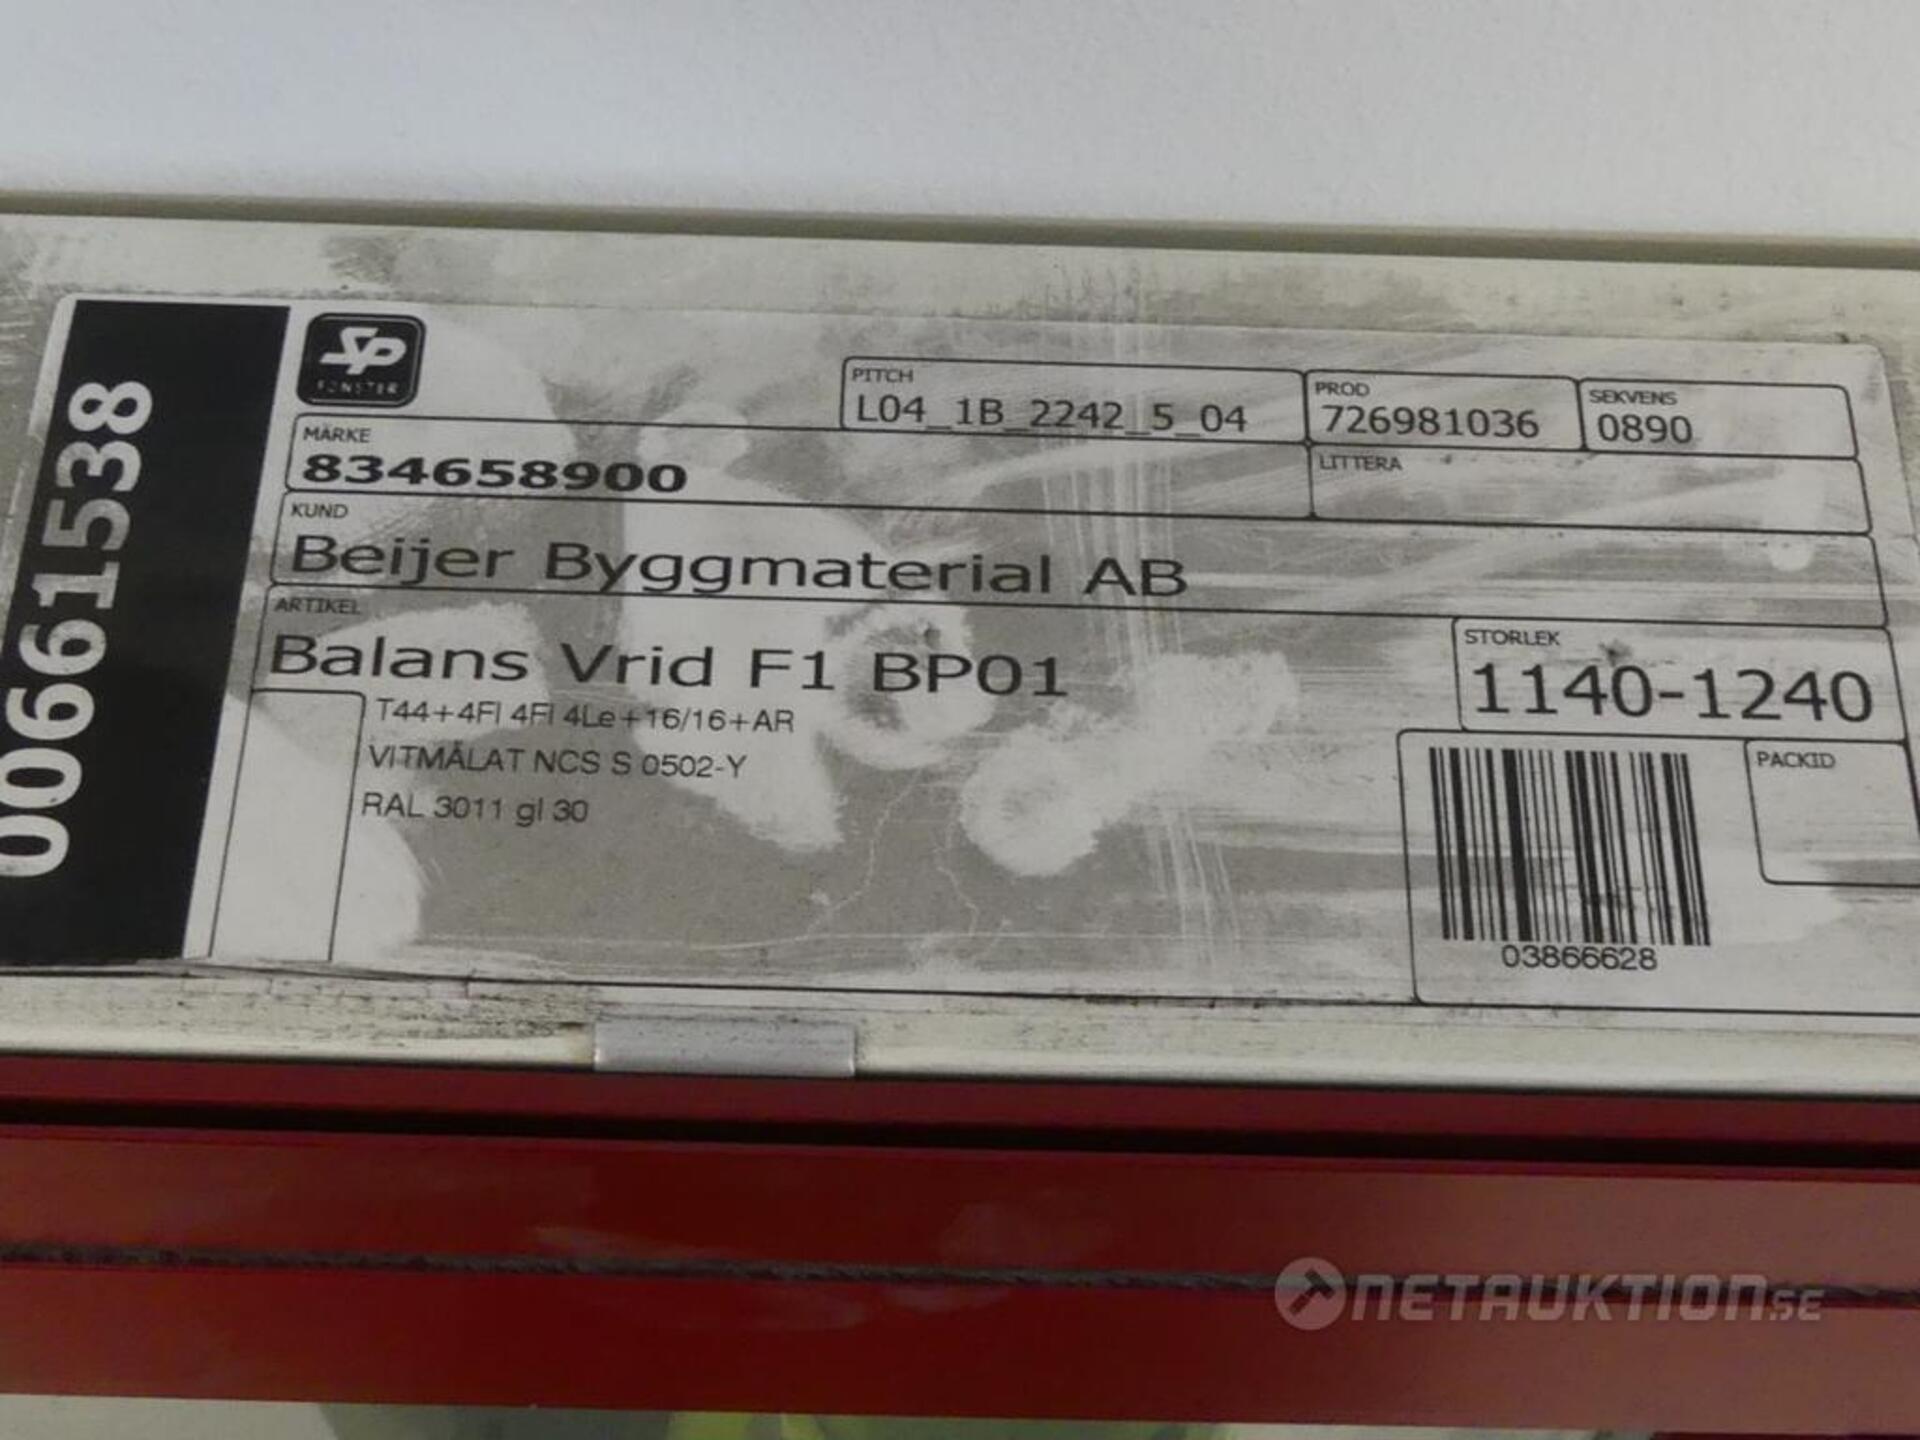 00661538
SP
FÖNSTER
PITCH
L04_1B_2242_5_04
PROD
726981036
SEKVENS
0890
MÄRKE
834658900
LITTERA
KUND
Beijer Byggmaterial AB
ARTIKEL
Balans Vrid F1 BP01
STORLEK
1140-1240
T44+4Fl 4Fl 4Le+16/16+AR
VITMÅLAT NCS S 0502-Y
RAL 3011 gl 30
PACKID
03866628
NETAUKTION.SE